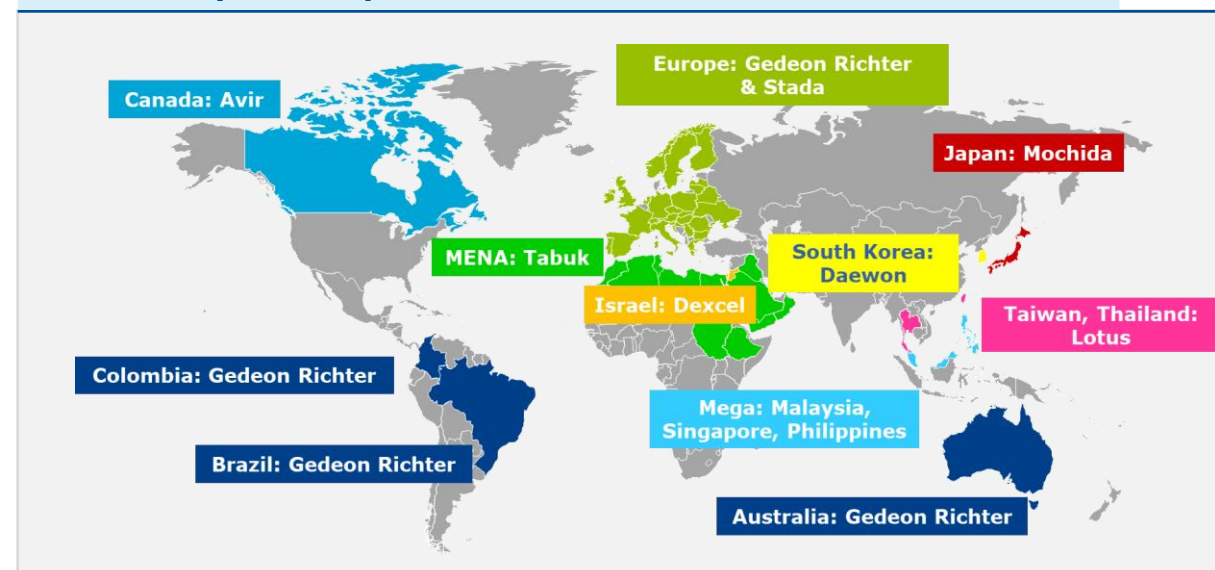 Canada: Avir
Europe: Gedeon Richter
& Stada
Japan: Mochida
MENA: Tabuk
South Korea:
Daewon
Israel: Dexcel
Taiwan, Thailand:
Lotus
Colombia: Gedeon Richter
Mega: Malaysia,
Singapore, Philippines
Brazil: Gedeon Richter
Australia: Gedeon Richter